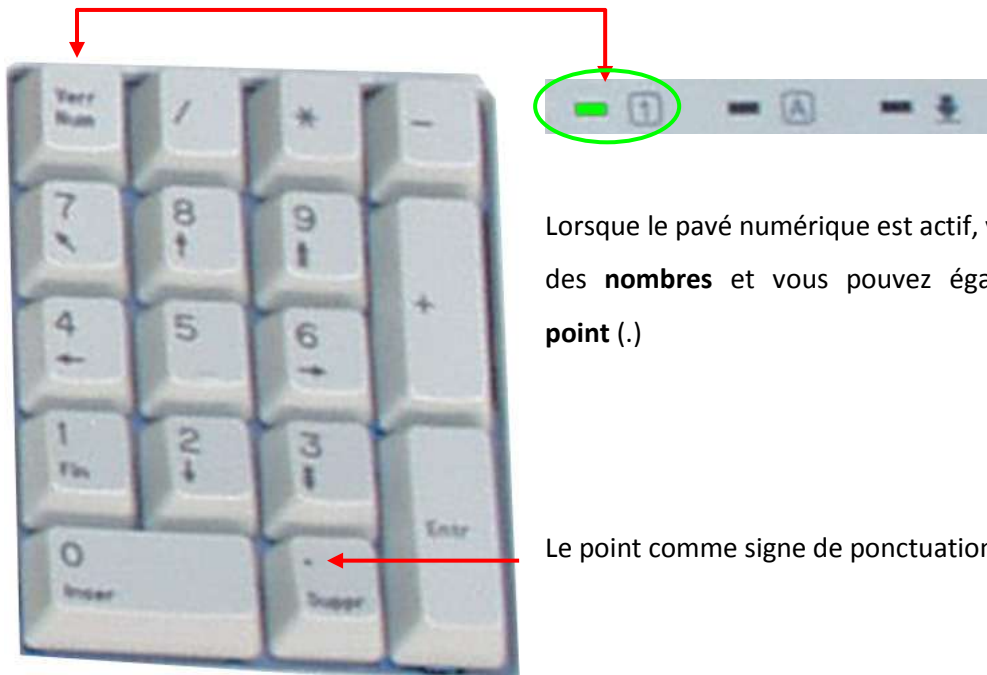 Verr
Num
/
*
-
1
A
7
8
9
+
4
5
6
1
Fin
2
3
Entr
0
Inser
.
Suppr
Lorsque le pavé numérique est actif,
des nombres et vous pouvez
point (.)
Le point comme signe de ponctuation